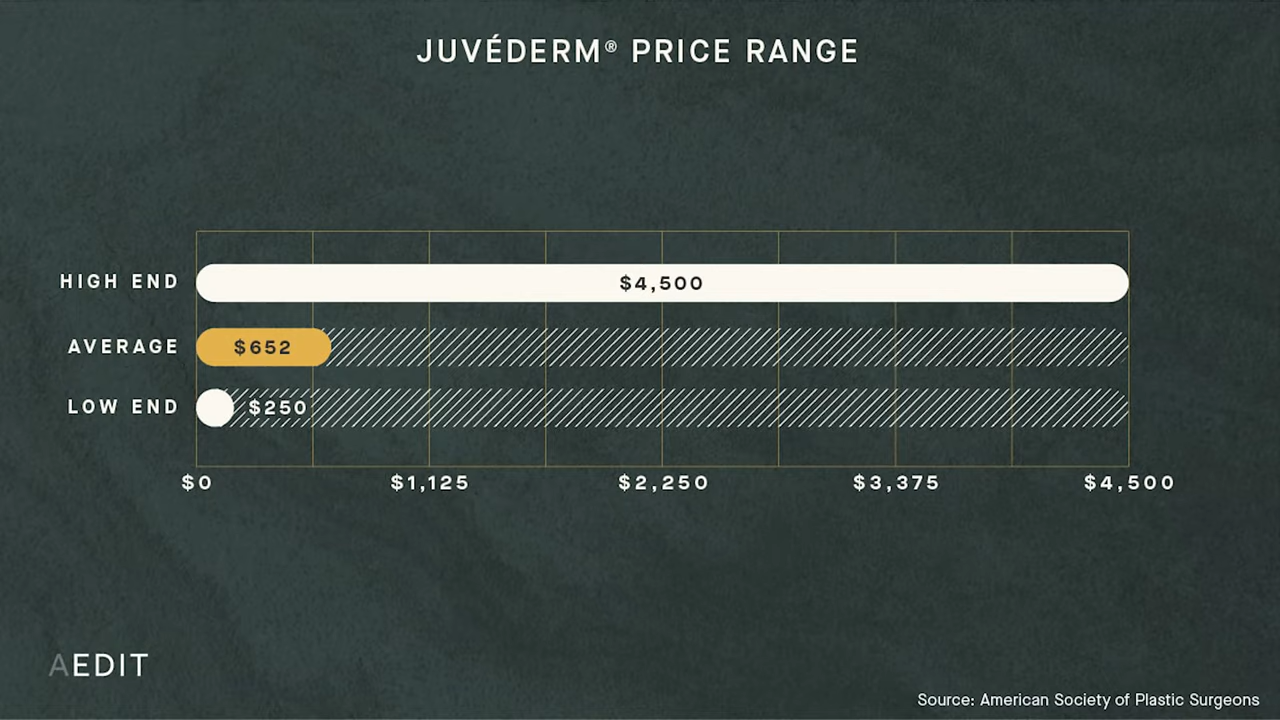 JUVÉDERM® PRICE RANGE
HIGH END $4,500
AVERAGE $652
LOW END $250
$0 $1,125 $2,250 $3,375 $4,500
AEDIT
Source: American Society of Plastic Surgeons